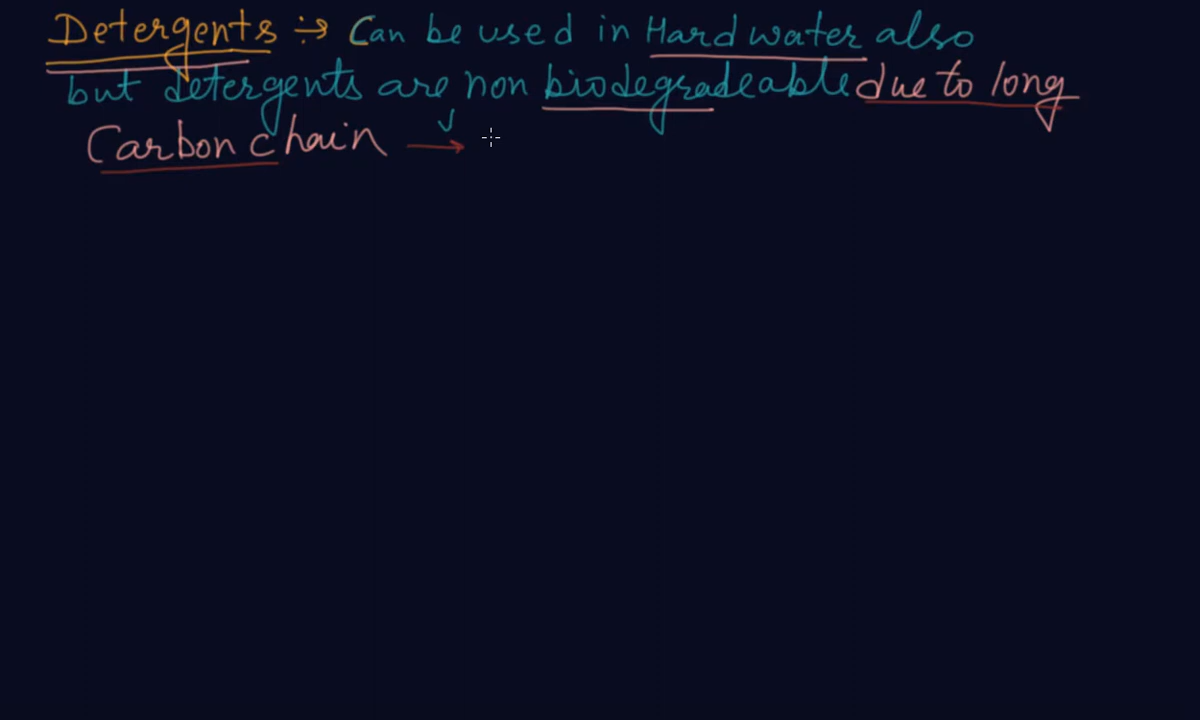 Detergents ÷> Can be used in Hard water also
but detergents are non biodegradeable due to long
Carbon chain →